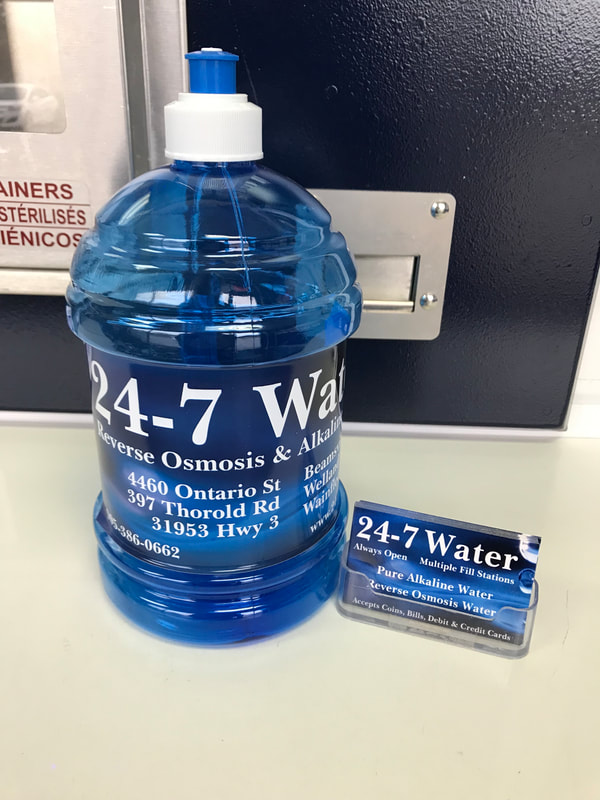 AINERS
STÉRILISÉS
IÉNICOS
24-7 Wat
Reverse Osmosis & Alkalin
4460 Ontario St
397 Thorold Rd
31953 Hwy 3
Beams
Wella
Wain
www.
05-386-0662
24-7 Water
Always Open Multiple Fill Stations
Pure Alkaline Water
Reverse Osmosis Water
Accepts Coins, Bills, Debit & Credit Cards